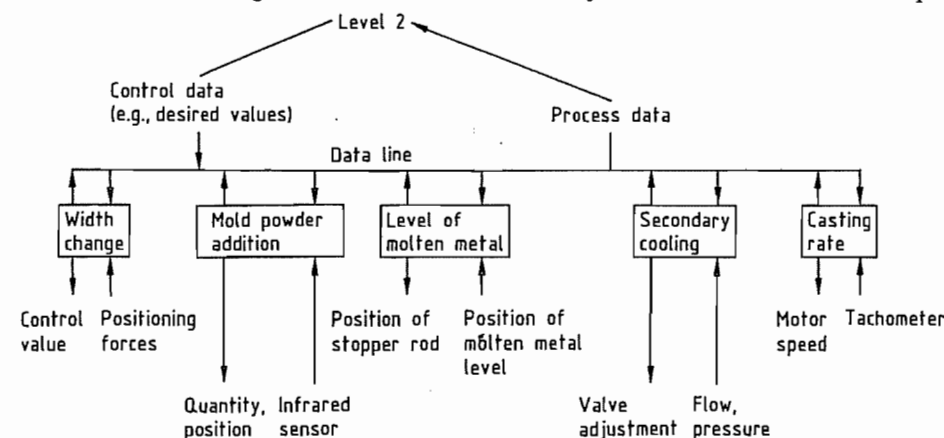 Level 2
Control data
(e.g., desired values)
Process data
Data line
Width
change
Mold powder
addition
Level of
molten metal
Secondary
cooling
Casting
rate
Control
value
Positioning
forces
Position of
stopper rod
Position of
molten metal
level
Motor
speed
Tachometer
Quantity,
position
Infrared
sensor
Valve
adjustment
Flow,
pressure